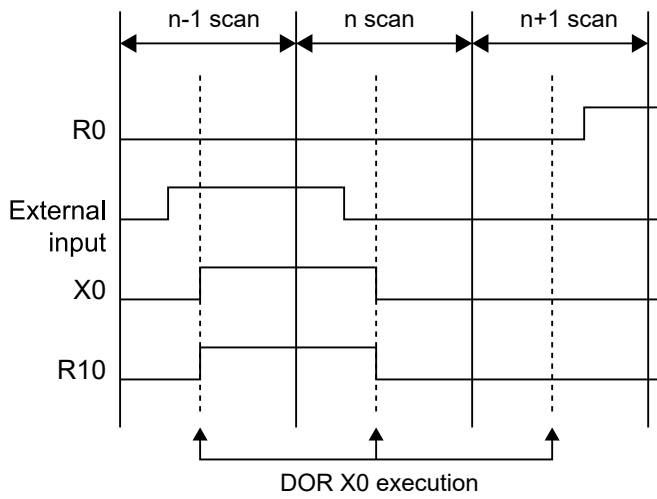 n-1 scan
n scan
n+1 scan
R0
External
input
X0
R10
DOR X0 execution